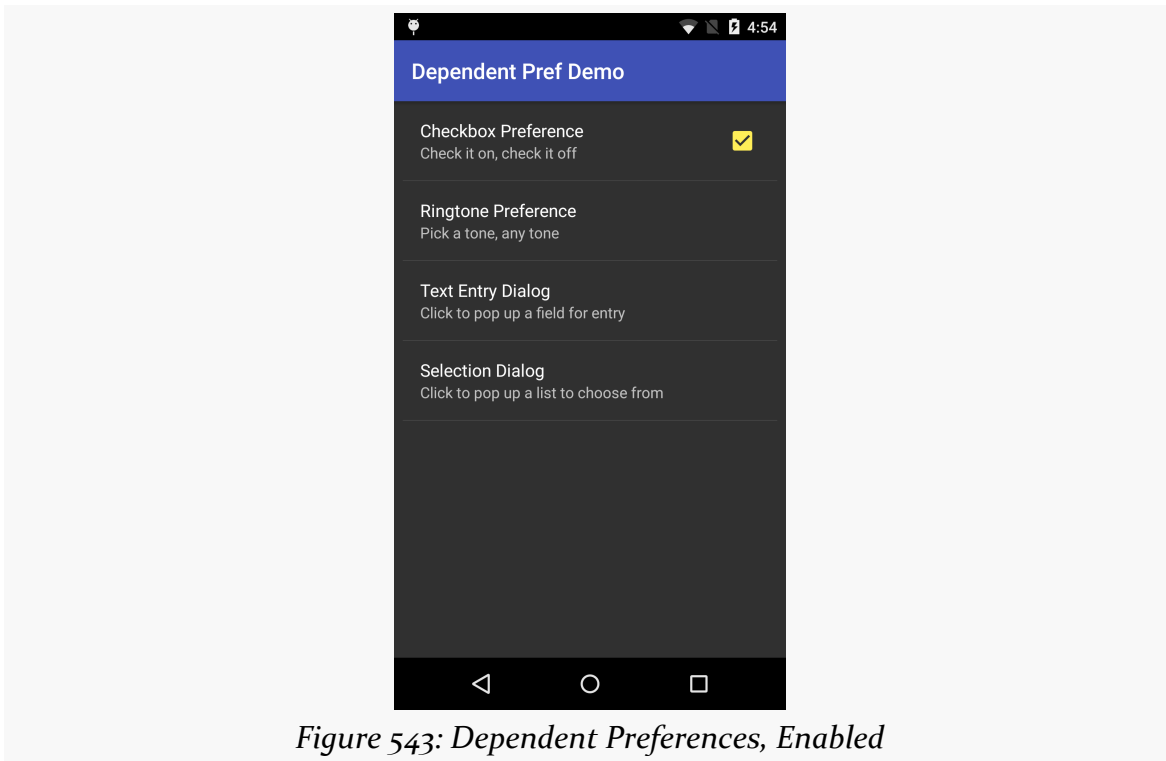 4:54
Dependent Pref Demo
Checkbox Preference
Check it on, check it off
Ringtone Preference
Pick a tone, any tone
Text Entry Dialog
Click to pop up a field for entry
Selection Dialog
Click to pop up a list to choose from
Figure 543: Dependent Preferences, Enabled